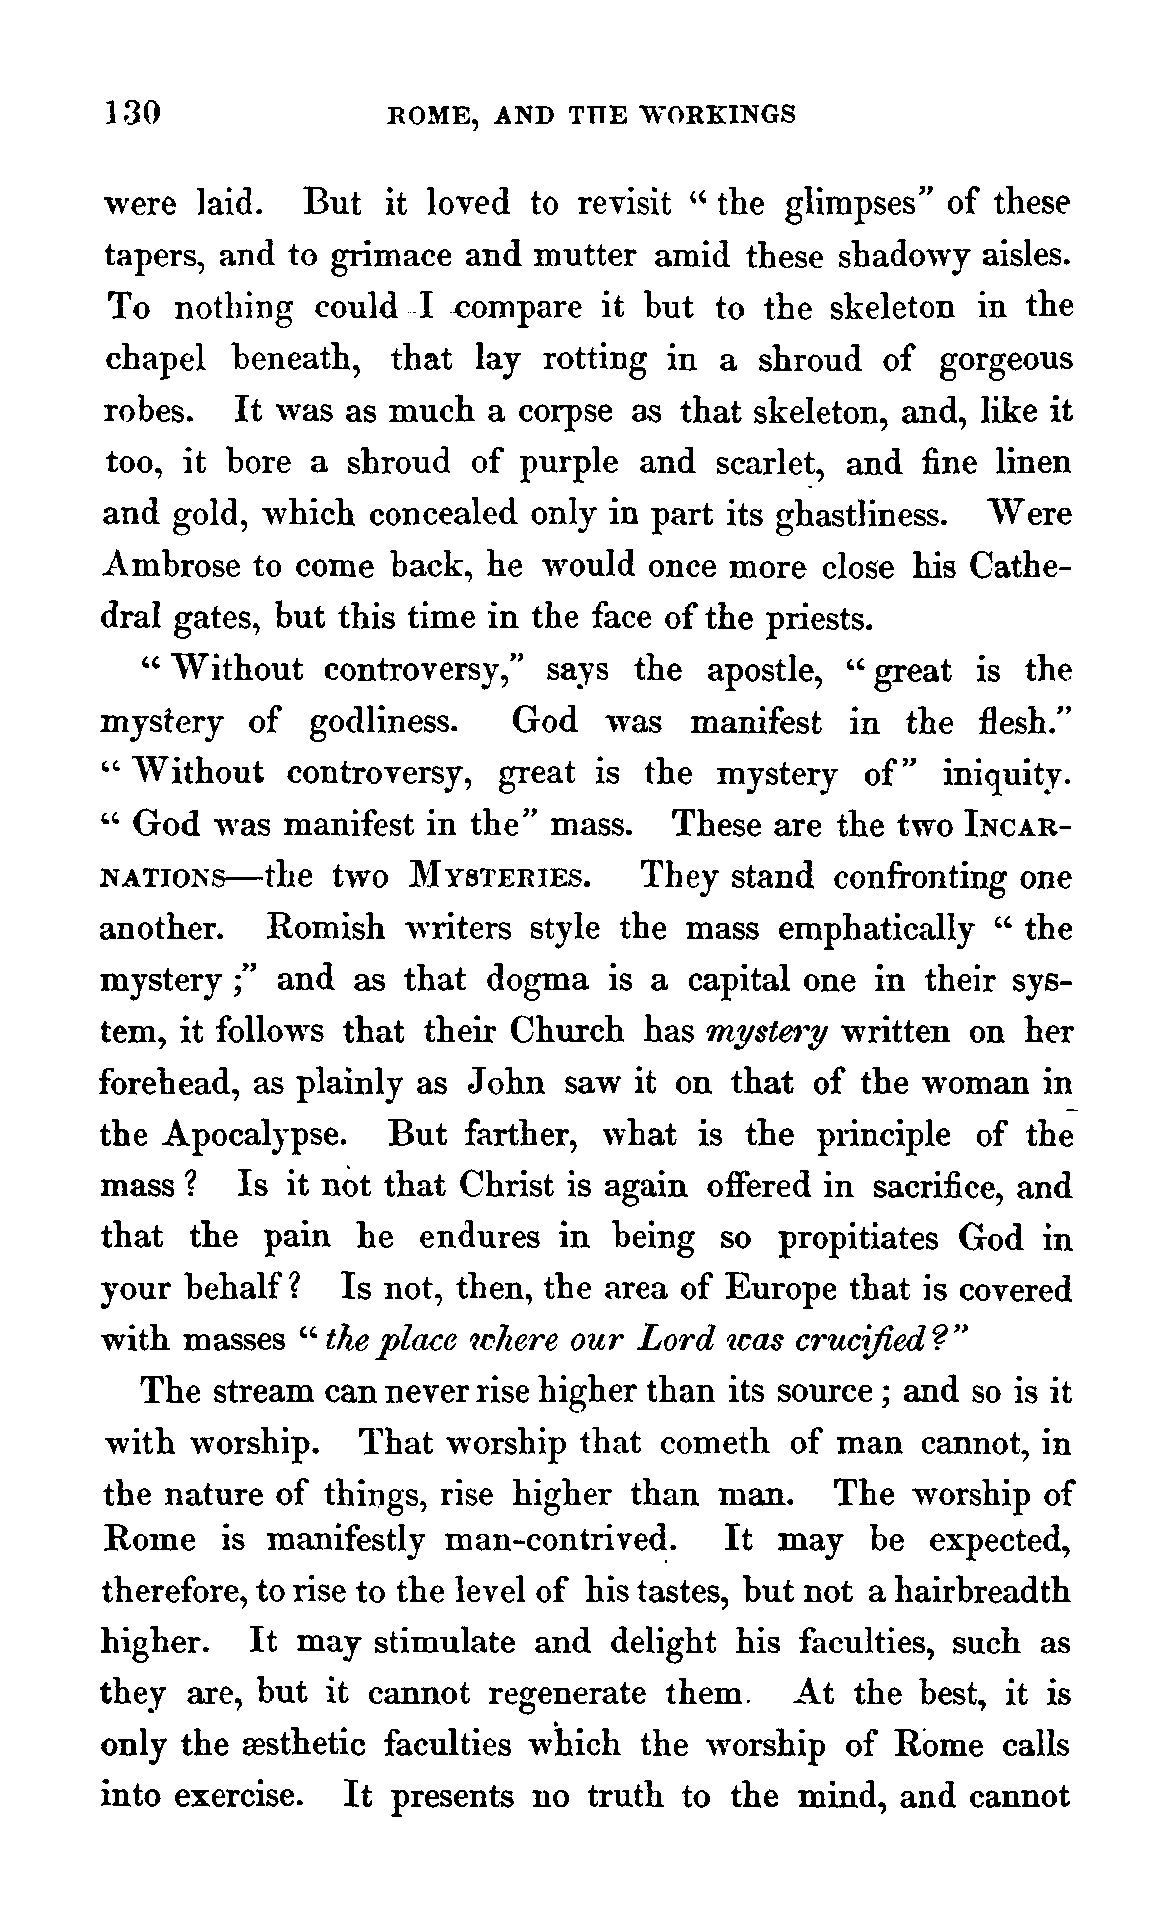 130 ROME, AND THE WORKINGS
were laid. But it loved to revisit “ the glimpses” of these
tapers, and to grimace and mutter amid these shadowy aisles.
To nothing could I compare it but to the skeleton in the
chapel beneath, that lay rotting in a shroud of gorgeous
robes. It was as much a corpse as that skeleton, and, like it
too, it bore a shroud of purple and scarlet, and fine linen
and gold, which concealed only in part its ghastliness. Were
Ambrose to come back, he would once more close his Cathe-
dral gates, but this time in the face of the priests.
“ Without controversy,” says the apostle, “ great is the
mystery of godliness. God was manifest in the flesh.”
“ Without controversy, great is the mystery of” iniquity.
“ God was manifest in the” mass. These are the two INCAR-
NATIONS—the two MYSTERIES. They stand confronting one
another. Romish writers style the mass emphatically “ the
mystery ;” and as that dogma is a capital one in their sys-
tem, it follows that their Church has mystery written on her
forehead, as plainly as John saw it on that of the woman in
the Apocalypse. But farther, what is the principle of the
mass ? Is it not that Christ is again offered in sacrifice, and
that the pain he endures in being so propitiates God in
your behalf ? Is not, then, the area of Europe that is covered
with masses “ the place where our Lord was crucified ?”
The stream can never rise higher than its source ; and so is it
with worship. That worship that cometh of man cannot, in
the nature of things, rise higher than man. The worship of
Rome is manifestly man-contrived. It may be expected,
therefore, to rise to the level of his tastes, but not a hairbreadth
higher. It may stimulate and delight his faculties, such as
they are, but it cannot regenerate them. At the best, it is
only the æsthetic faculties which the worship of Rome calls
into exercise. It presents no truth to the mind, and cannot